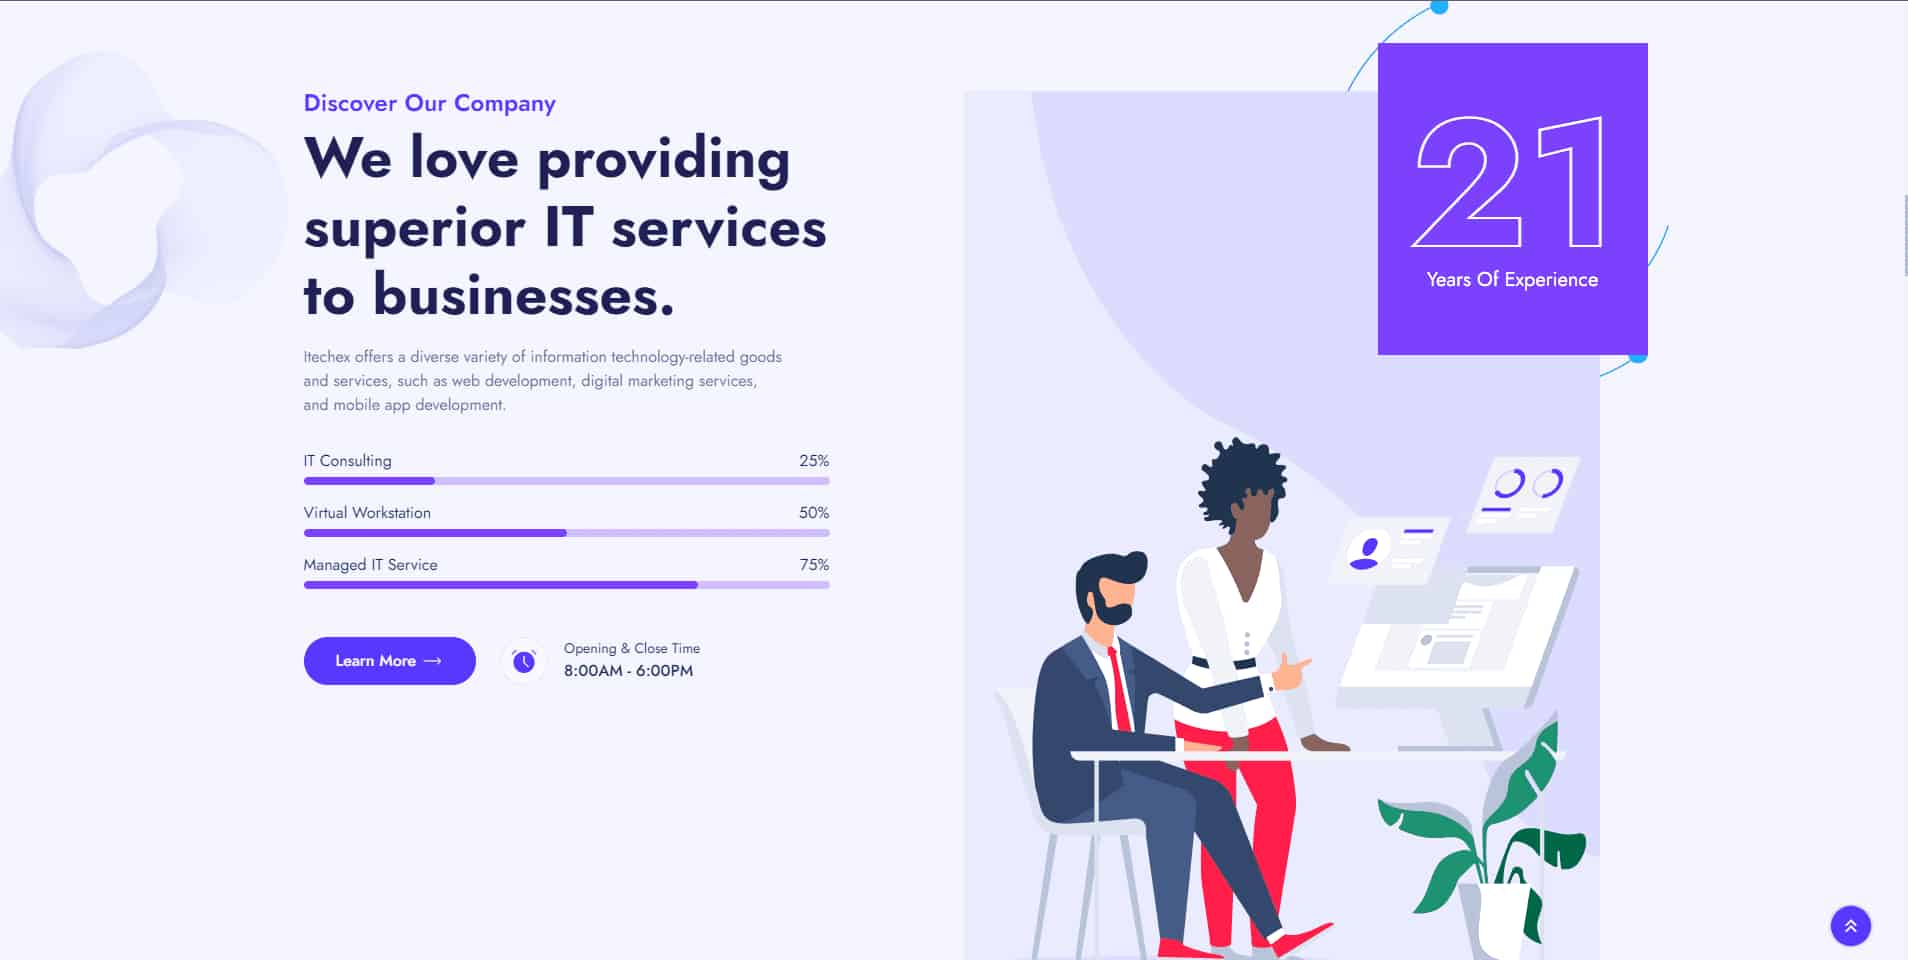 Discover Our Company
We love providing
superior IT services
to businesses.
Itechex offers a diverse variety of information technology-related goods
and services, such as web development, digital marketing services,
and mobile app development.
IT Consulting 25%
Virtual Workstation 50%
Managed IT Service 75%
Learn More →
Opening & Close Time
8:00AM - 6:00PM
21
Years Of Experience